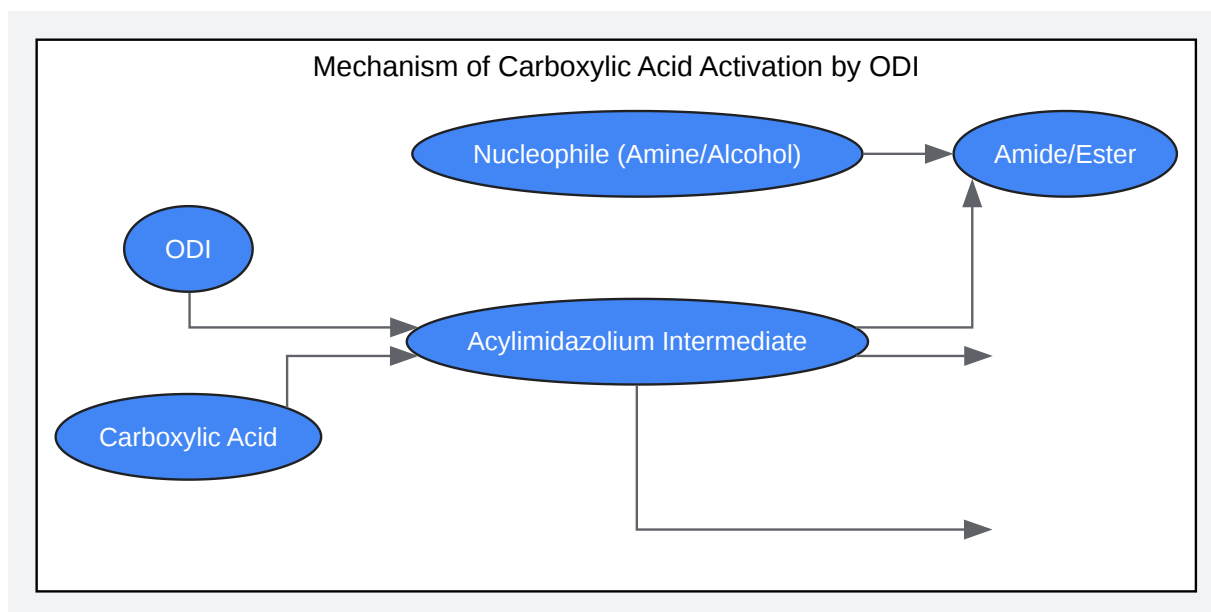 Mechanism of Carboxylic Acid Activation by ODI
Nucleophile (Amine/Alcohol)
Amide/Ester
ODI
Acylimidazolium Intermediate
Carboxylic Acid